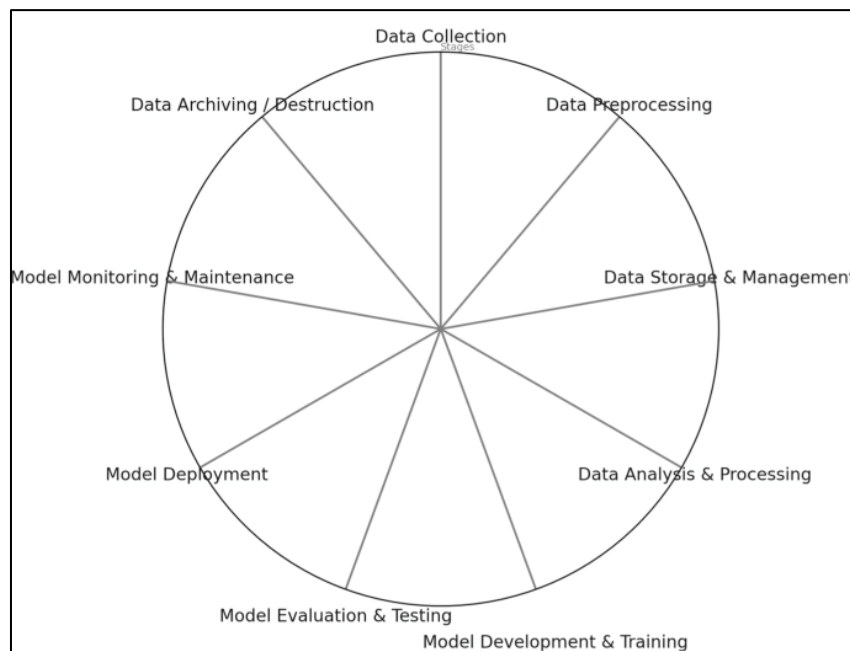 Data Collection
Stages
Data Archiving / Destruction
Data Preprocessing
Model Monitoring & Maintenance
Data Storage & Management
Model Deployment
Data Analysis & Processing
Model Evaluation & Testing
Model Development & Training